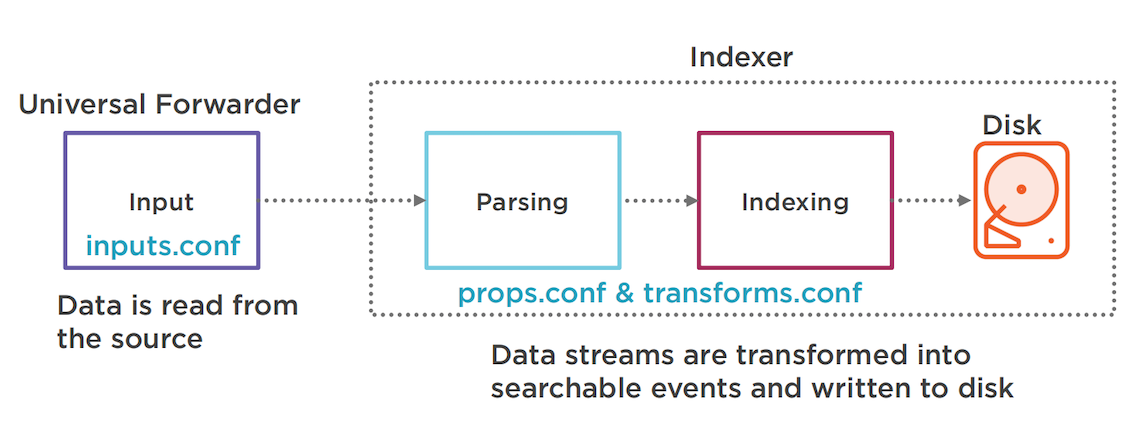 Indexer
Universal Forwarder
Disk
Input
Parsing
Indexing
inputs.conf
props.conf & transforms.conf
Data is read from
the source
Data streams are transformed into
searchable events and written to disk